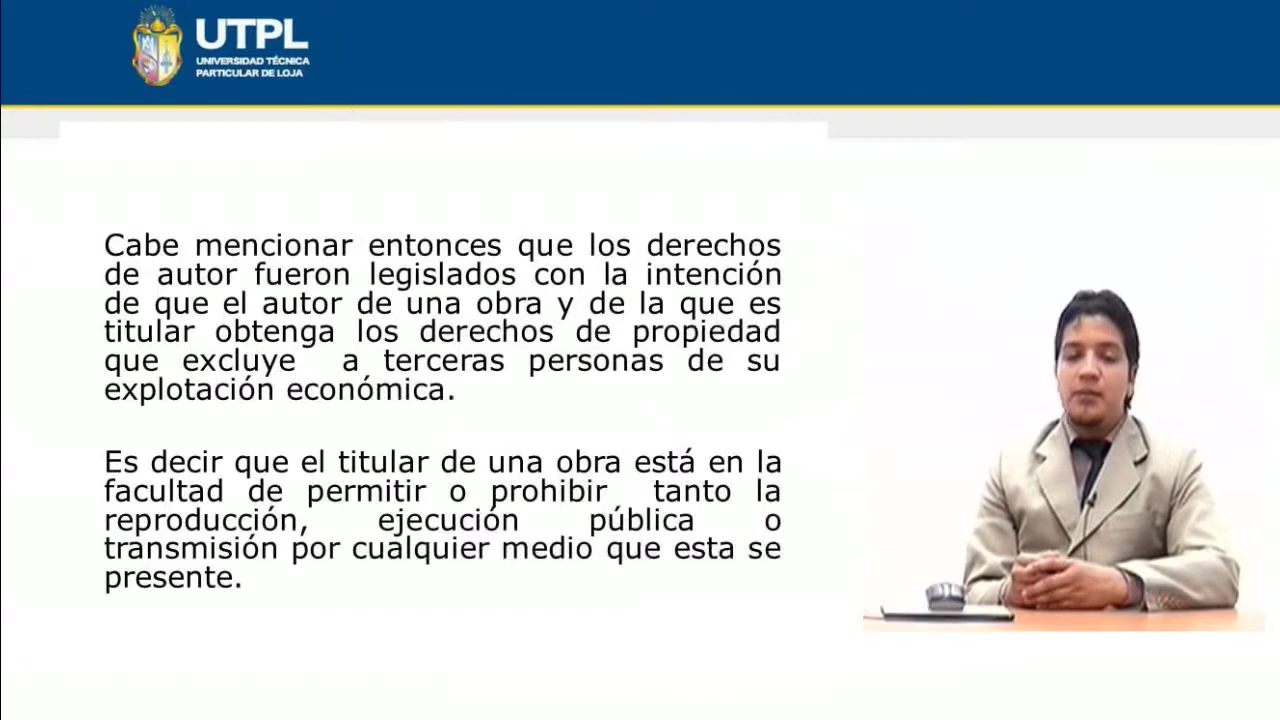 UTPL
UNIVERSIDAD TÉCNICA
PARTICULAR DE LOJA
Cabe mencionar entonces que los derechos
de autor fueron legislados con la intención
de que el autor de una obra y de la que es
titular obtenga los derechos de propiedad
que excluye a terceras personas de su
explotación económica.
Es decir que el titular de una obra está en la
facultad de permitir o prohibir tanto la
reproducción, ejecución pública o
transmisión por cualquier medio que esta se
presente.